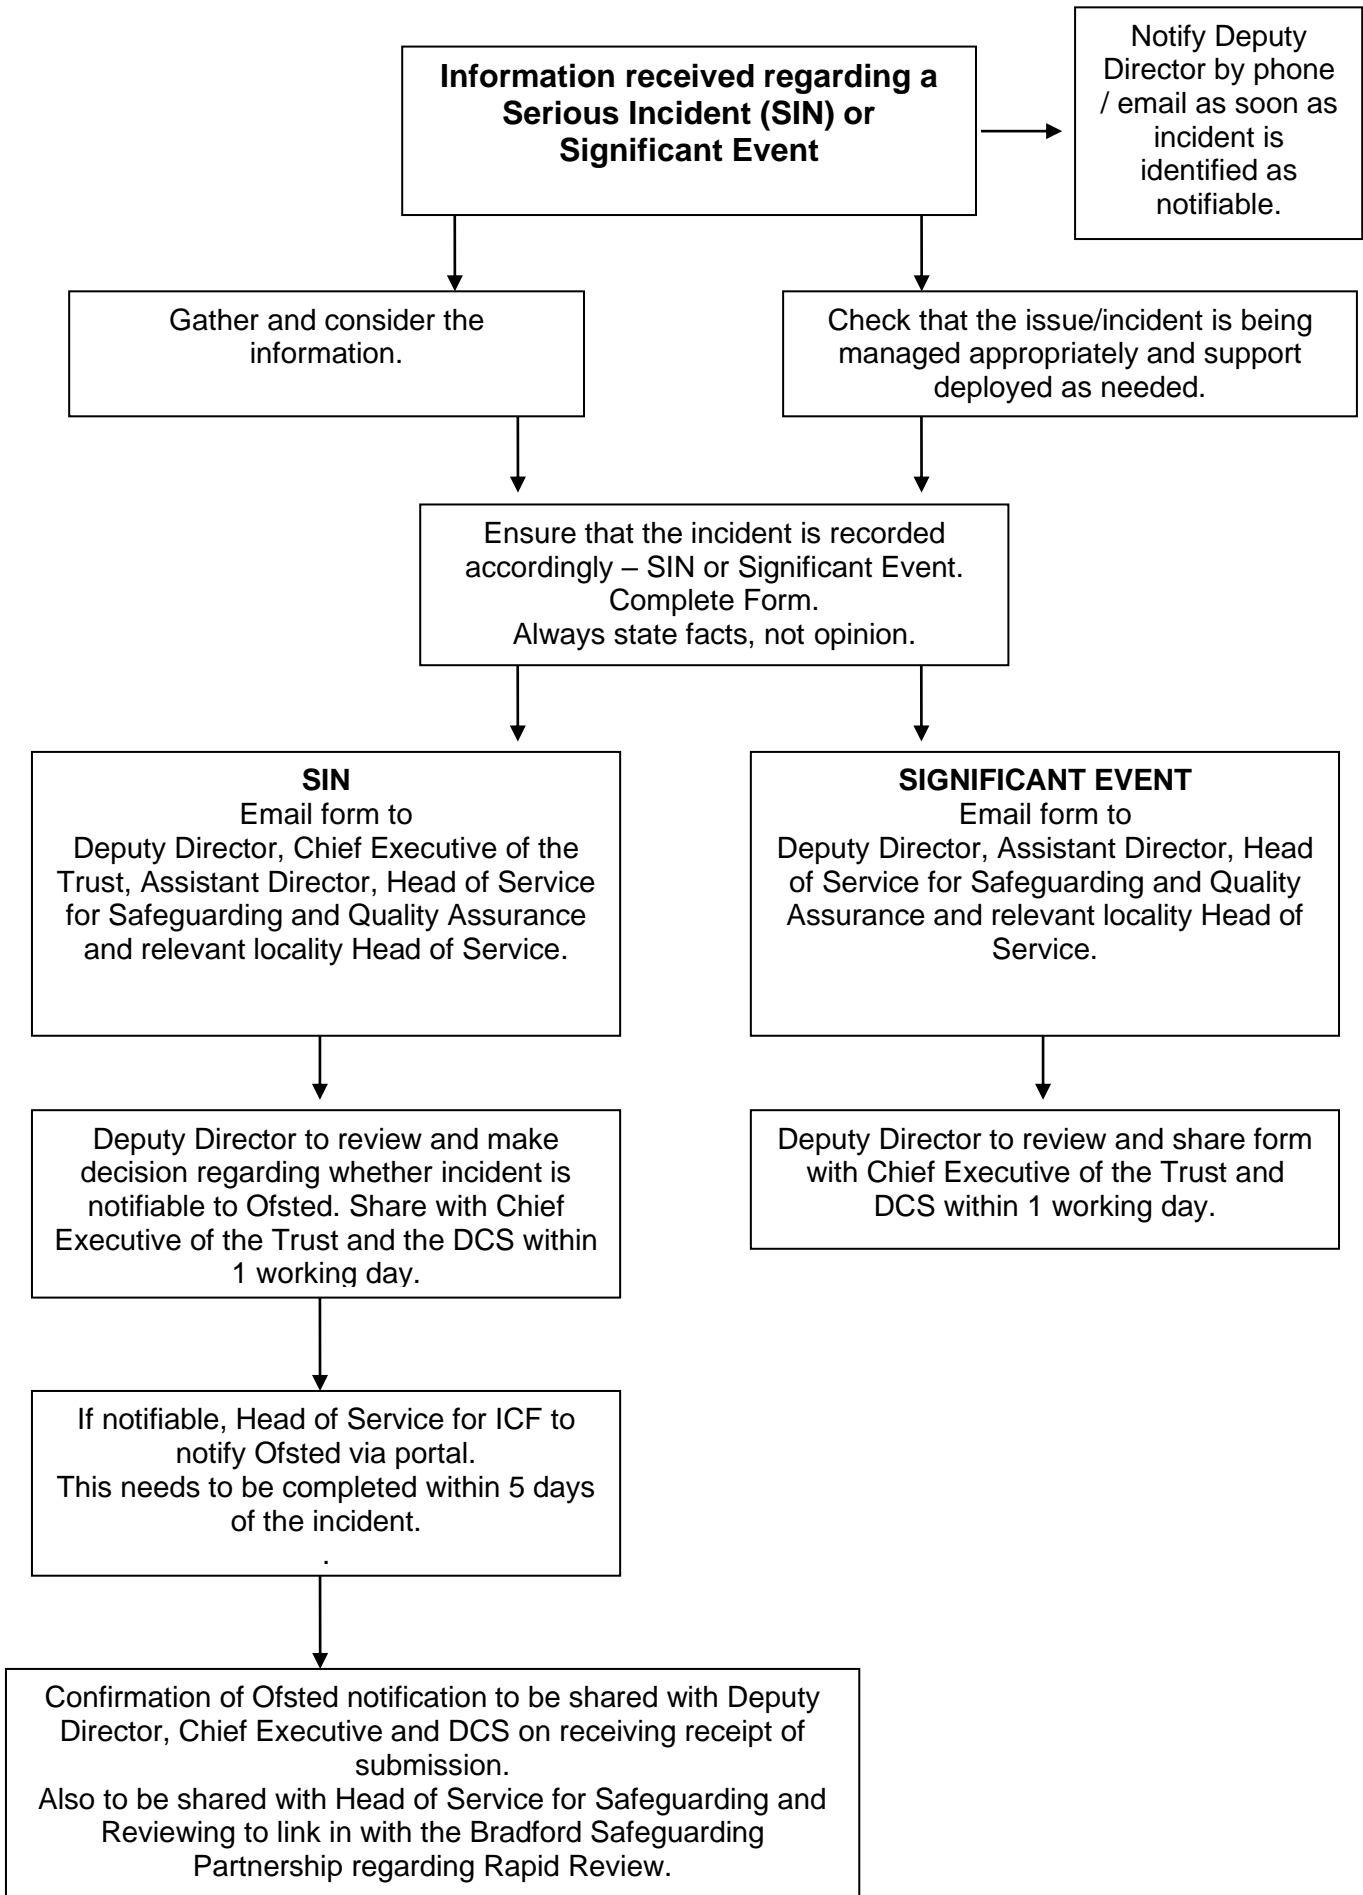 Information received regarding a
Serious Incident (SIN) or
Significant Event
Notify Deputy
Director by phone
/ email as soon as
incident is
identified as
notifiable.
Gather and consider the
information.
Check that the issue/incident is being
managed appropriately and support
deployed as needed.
Ensure that the incident is recorded
accordingly – SIN or Significant Event.
Complete Form.
Always state facts, not opinion.
SIN
Email form to
Deputy Director, Chief Executive of the
Trust, Assistant Director, Head of Service
for Safeguarding and Quality Assurance
and relevant locality Head of Service.
SIGNIFICANT EVENT
Email form to
Deputy Director, Assistant Director, Head
of Service for Safeguarding and Quality
Assurance and relevant locality Head of
Service.
Deputy Director to review and make
decision regarding whether incident is
notifiable to Ofsted. Share with Chief
Executive of the Trust and the DCS within
1 working day.
Deputy Director to review and share form
with Chief Executive of the Trust and
DCS within 1 working day.
If notifiable, Head of Service for ICF to
notify Ofsted via portal.
This needs to be completed within 5 days
of the incident.
.
Confirmation of Ofsted notification to be shared with Deputy
Director, Chief Executive and DCS on receiving receipt of
submission.
Also to be shared with Head of Service for Safeguarding and
Reviewing to link in with the Bradford Safeguarding
Partnership regarding Rapid Review.